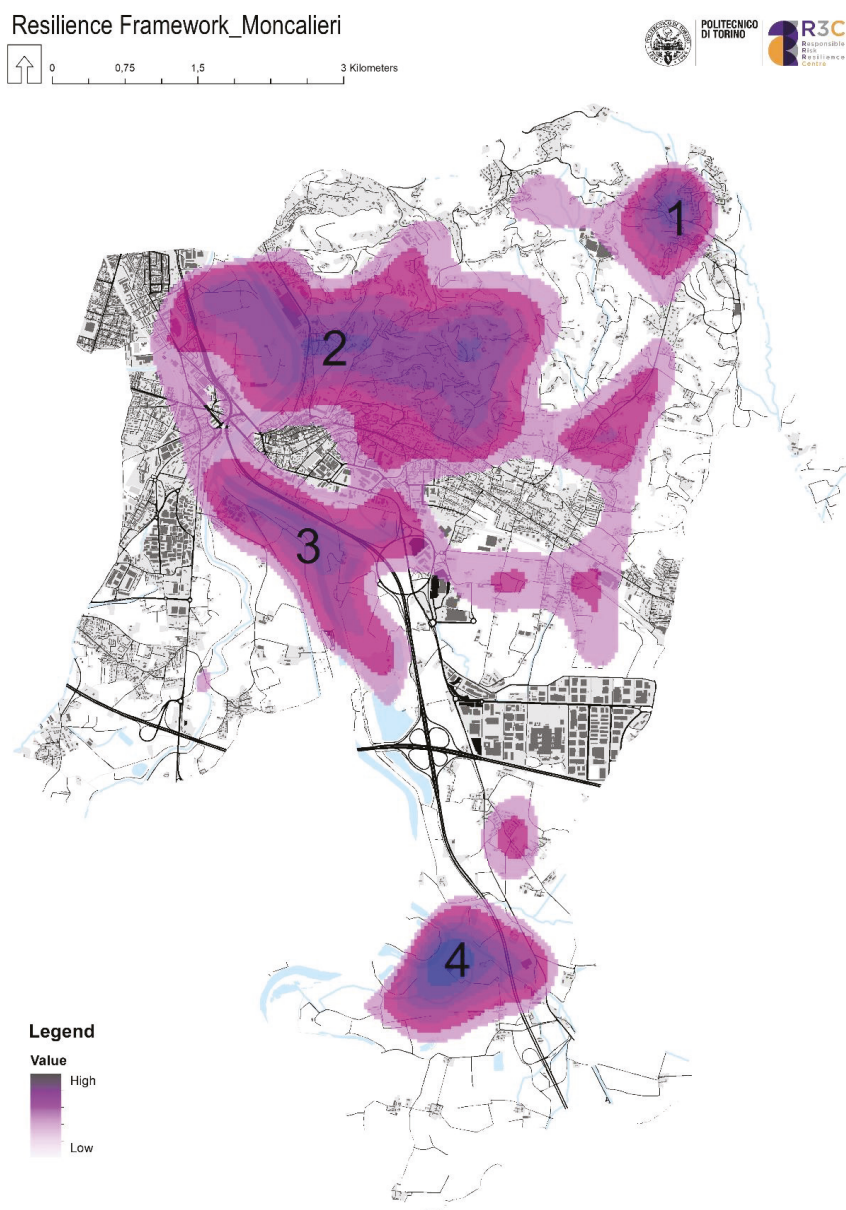 Resilience Framework_Moncalieri
POLITECNICO
DI TORINO
R3C
Responsible
Risk
Resilience
Centre
0 0,75 1,5 3 Kilometers
1
2
3
4
Legend
Value
High
Low